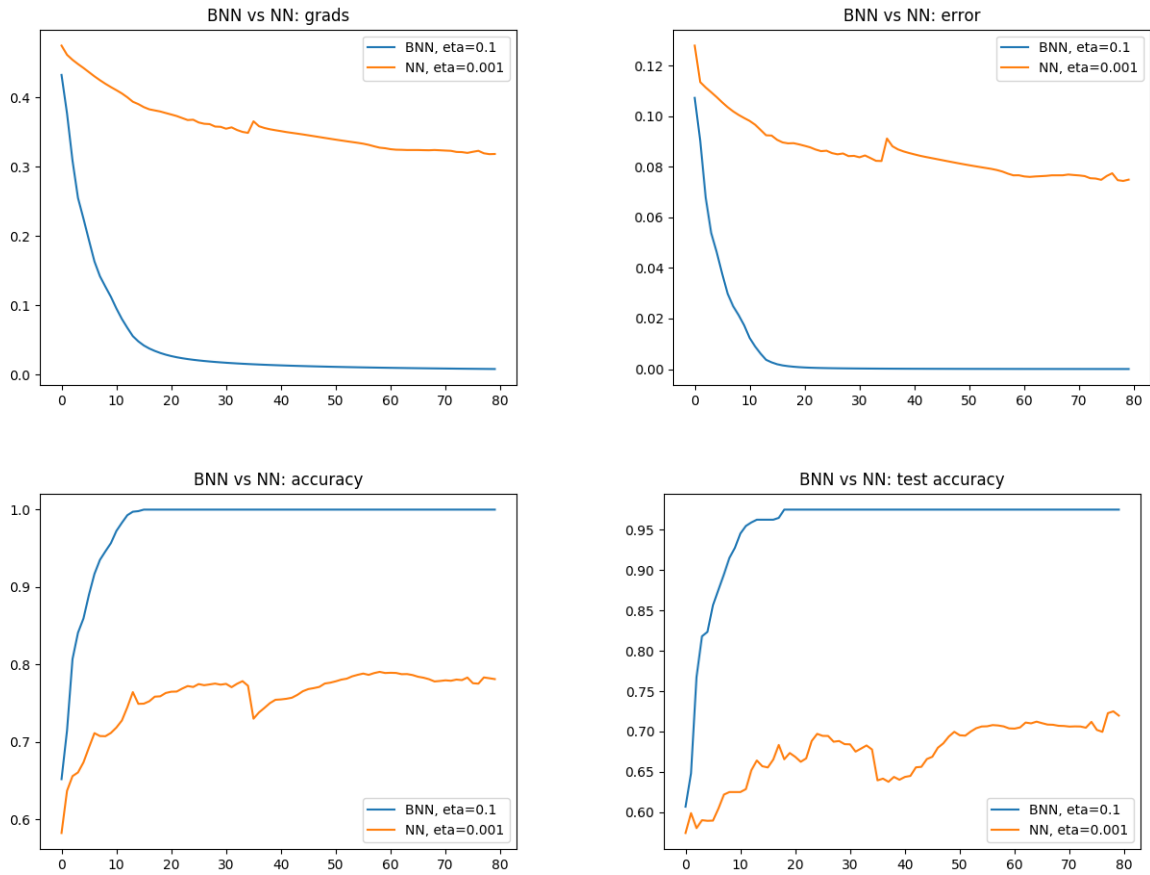 BNN vs NN: grads
BNN, eta=0.1
NN, eta=0.001
0.4
0.3
0.2
0.1
0.0
0 10 20 30 40 50 60 70 80
BNN vs NN: error
BNN, eta=0.1
NN, eta=0.001
0.12
0.10
0.08
0.06
0.04
0.02
0.00
0 10 20 30 40 50 60 70 80
BNN vs NN: accuracy
1.0
0.9
0.8
0.7
0.6
BNN, eta=0.1
NN, eta=0.001
0 10 20 30 40 50 60 70 80
BNN vs NN: test accuracy
0.95
0.90
0.85
0.80
0.75
0.70
0.65
0.60
BNN, eta=0.1
NN, eta=0.001
0 10 20 30 40 50 60 70 80